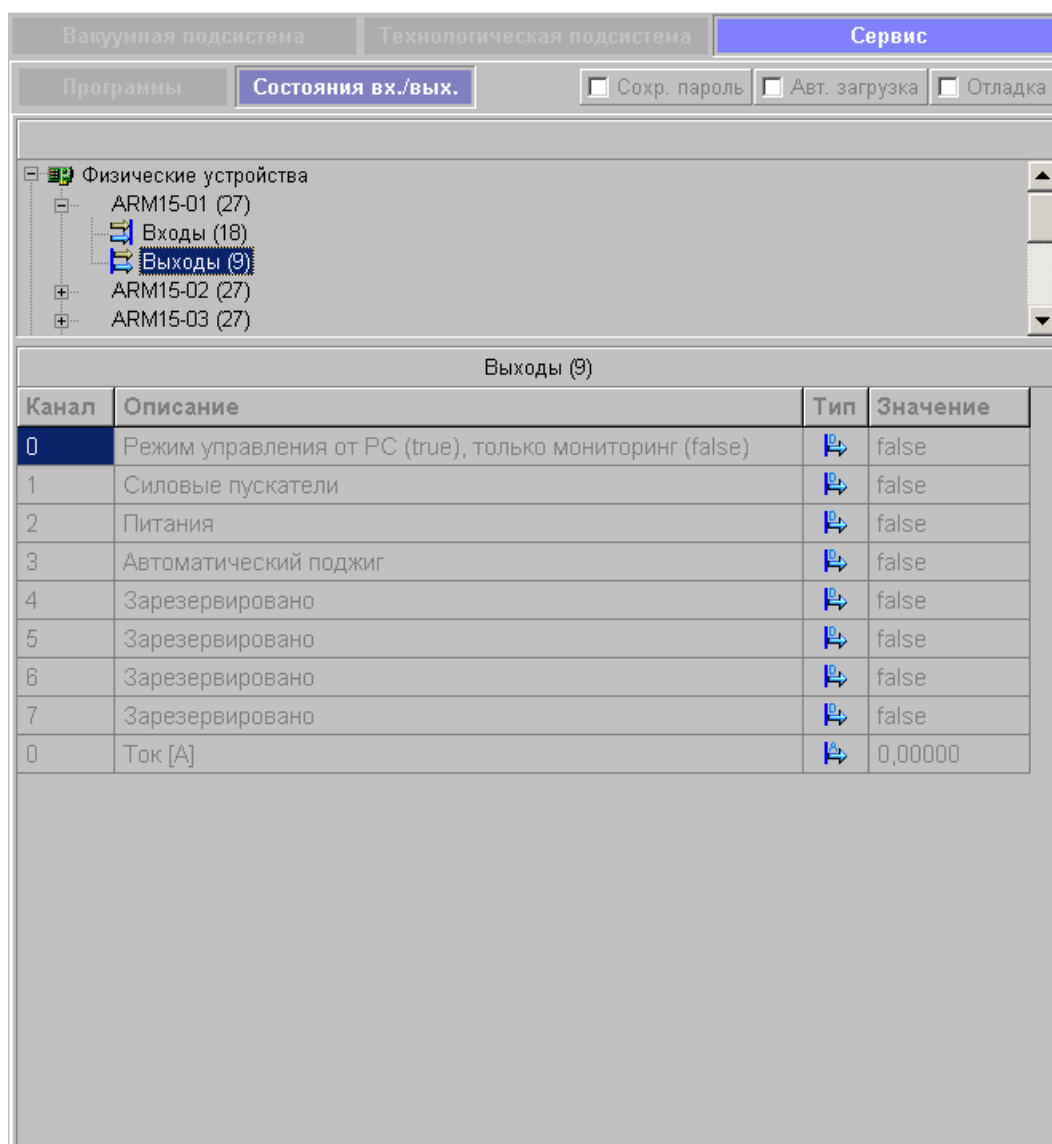 Вакуумная подсистема Технологическая подсистема Сервис
Программы Состояния вх./вых. Сохр. пароль Авт. загрузка Отладка
Физические устройства
ARM15-01 (27)
Входы (18)
Выходы (9)
ARM15-02 (27)
ARM15-03 (27)
Выходы (9)
Канал Описание Тип Значение
0 Режим управления от PC (true), только мониторинг (false) false
1 Силовые пускатели false
2 Питания false
3 Автоматический поджиг false
4 Зарезервировано false
5 Зарезервировано false
6 Зарезервировано false
7 Зарезервировано false
0 Ток [А] 0,00000